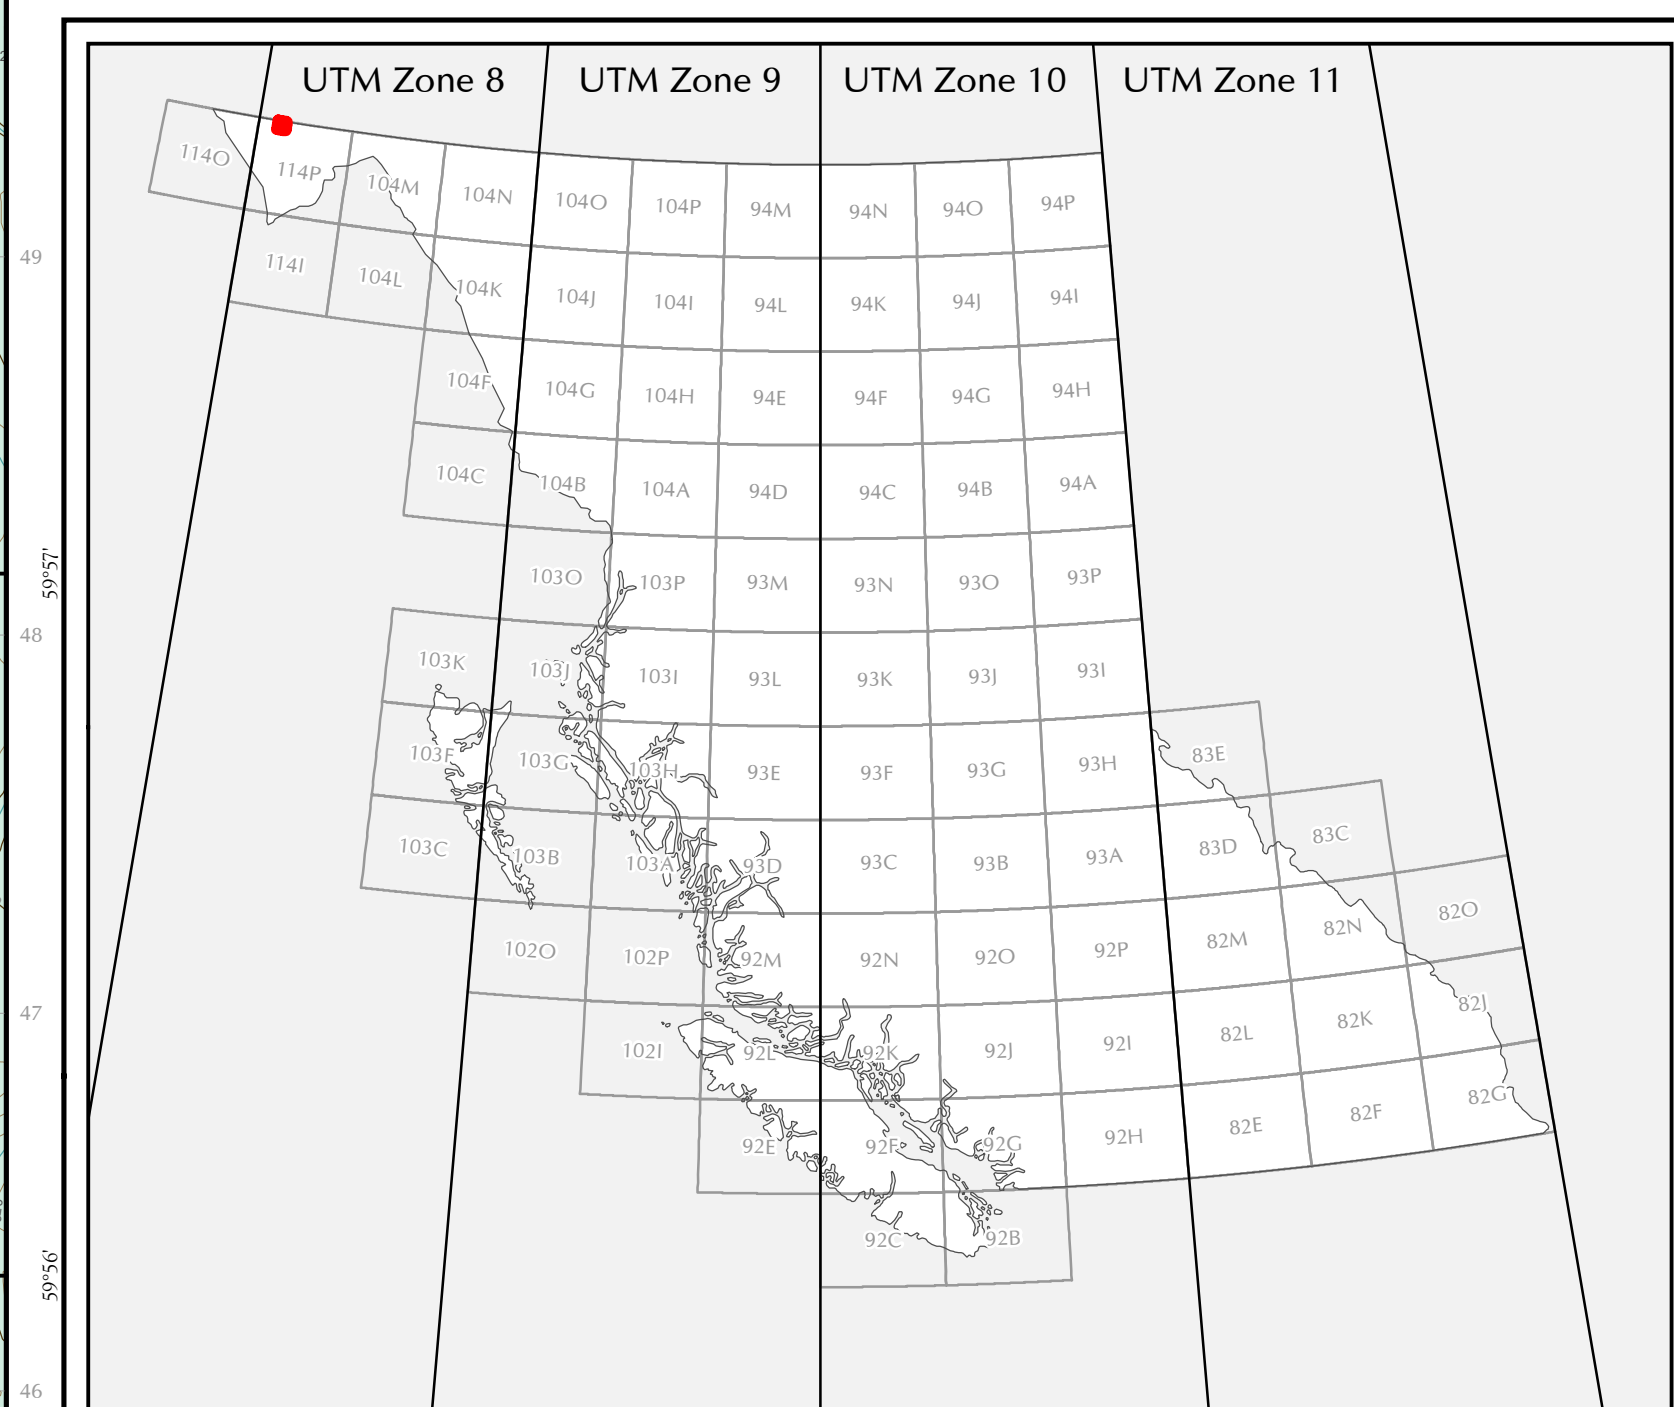 UTM Zone 8 UTM Zone 9 UTM Zone 10 UTM Zone 11
114O 114P 104M 104N 104O 104P 94M 94N 94O 94P
49
114I 104L 104K 104J 104I 94L 94K 94J 94I
104F 104G 104H 94E 94F 94G 94H
104C 104B 104A 94D 94C 94B 94A
59°57'
103O 103P 93M 93N 93O 93P
48
103K 103J 103I 93L 93K 93J 93I
103F 103G 103H 93E 93F 93G 93H 83E
103C 103B 103A 93D 93C 93B 93A 83D 83C
102O 102P 92M 92N 92O 92P 82M 82N 82O
47
102I 92L 92K 92J 92I 82L 82K 82J
92E 92F 92G 92H 82E 82F 82G
92C 92B
59°56'
46